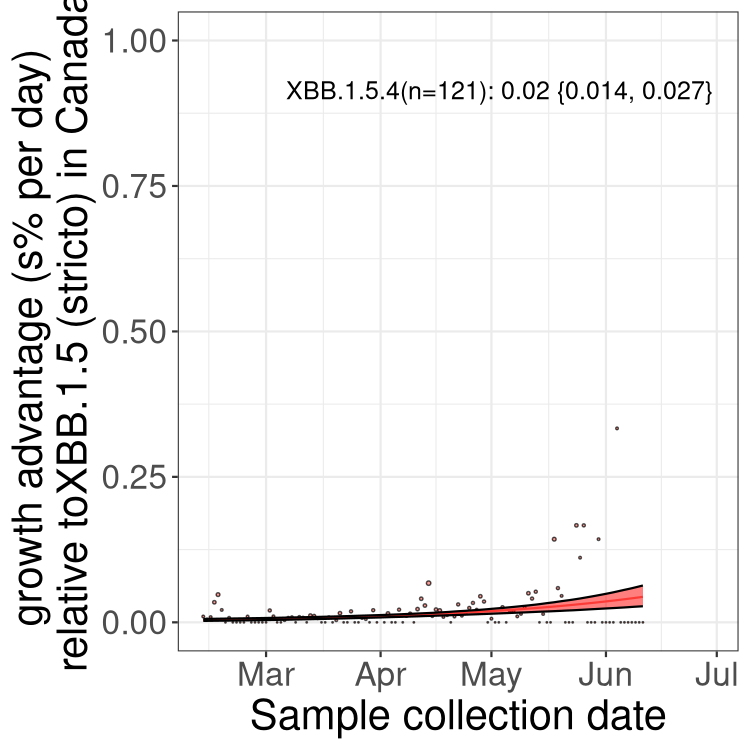 growth advantage (s% per day)
relative toXBB.1.5 (stricto) in Canada
1.00
0.75
0.50
0.25
0.00
XBB.1.5.4(n=121): 0.02 {0.014, 0.027}
Mar Apr May Jun Jul
Sample collection date